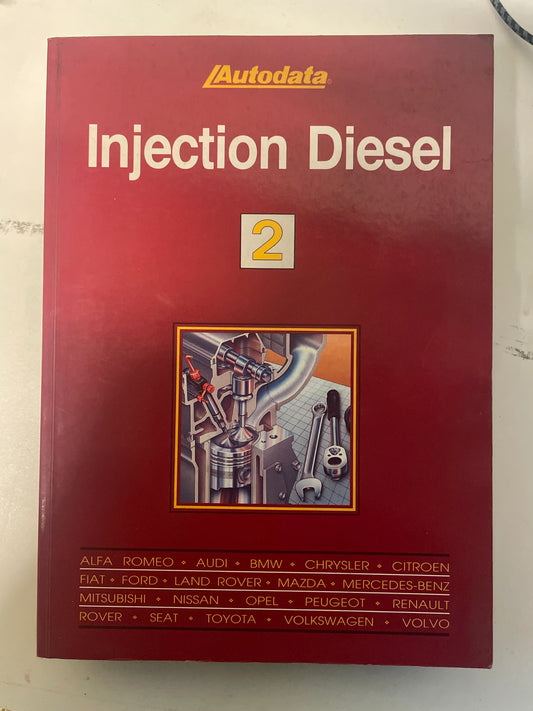 Autodata
Injection Diesel
2
ALFA ROMEO ❖ AUDI ❖ BMW ❖ CHRYSLER ❖ CITROEN
FIAT ❖ FORD ❖ LAND ROVER ❖ MAZDA ❖ MERCEDES-BENZ
MITSUBISHI ❖ NISSAN ❖ OPEL ❖ PEUGEOT ❖ RENAULT
ROVER ❖ SEAT ❖ TOYOTA ❖ VOLKSWAGEN ❖ VOLVO